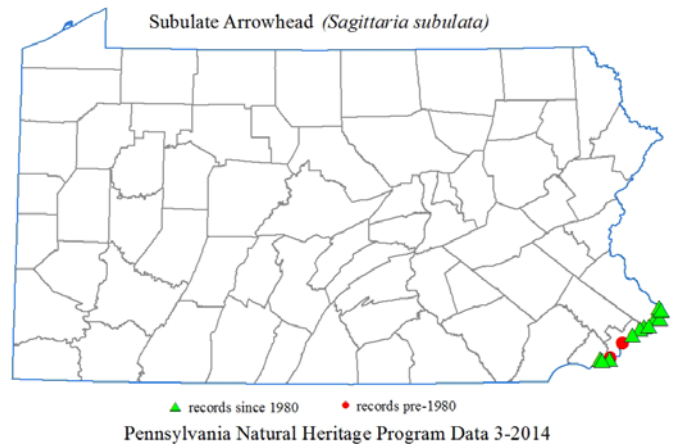 Subulate Arrowhead (Sagittaria subulata)
records since 1980 records pre-1980
Pennsylvania Natural Heritage Program Data 3-2014